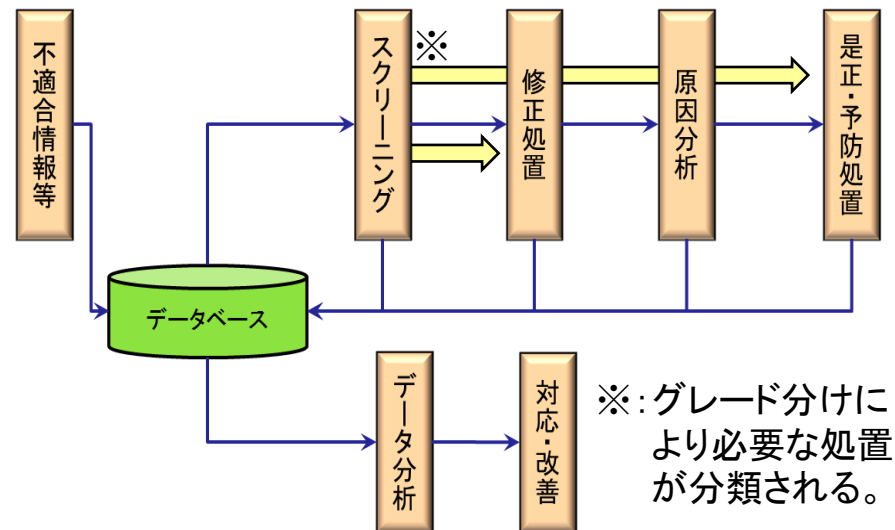 不適合情報等
スクリーニング
※
修正処置
原因分析
是正・予防処置
データベース
データ分析
対応・改善
※：グレード分けに
より必要な処置
が分類される。